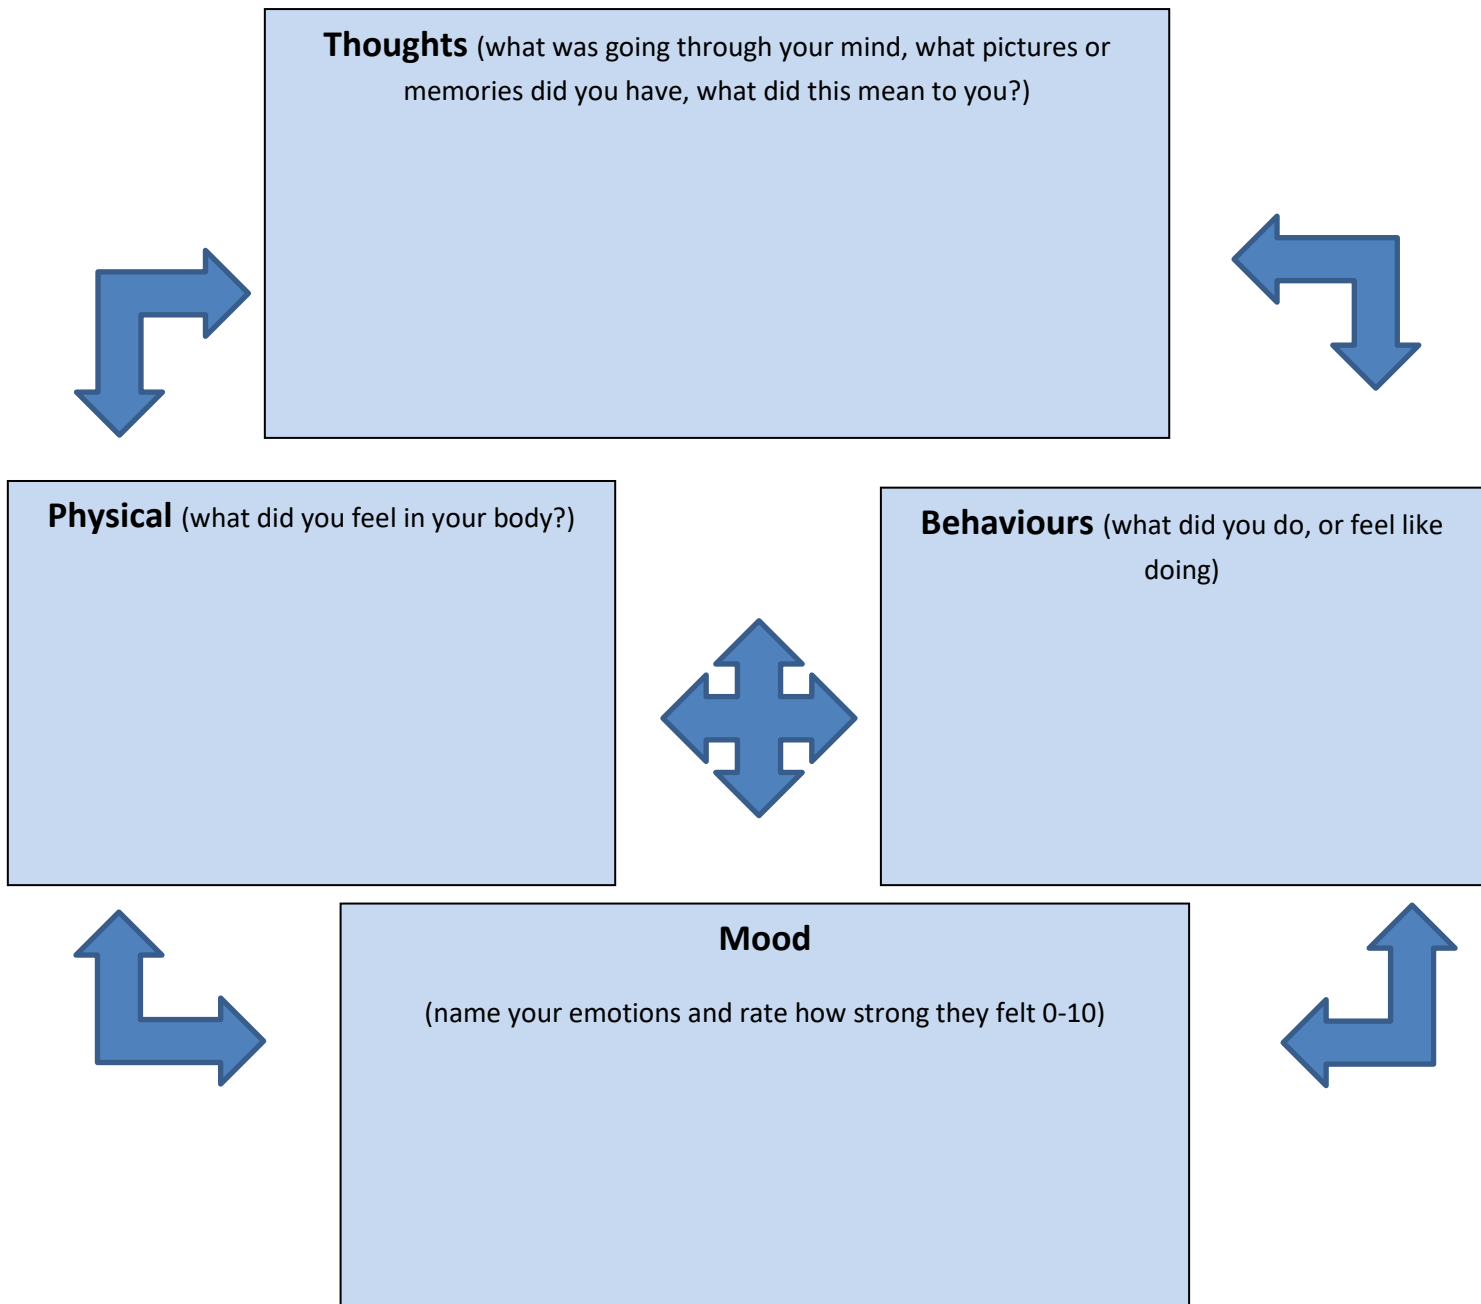 Thoughts (what was going through your mind, what pictures or
memories did you have, what did this mean to you?)
Physical (what did you feel in your body?)
Behaviours (what did you do, or feel like
doing)
Mood
(name your emotions and rate how strong they felt 0-10)